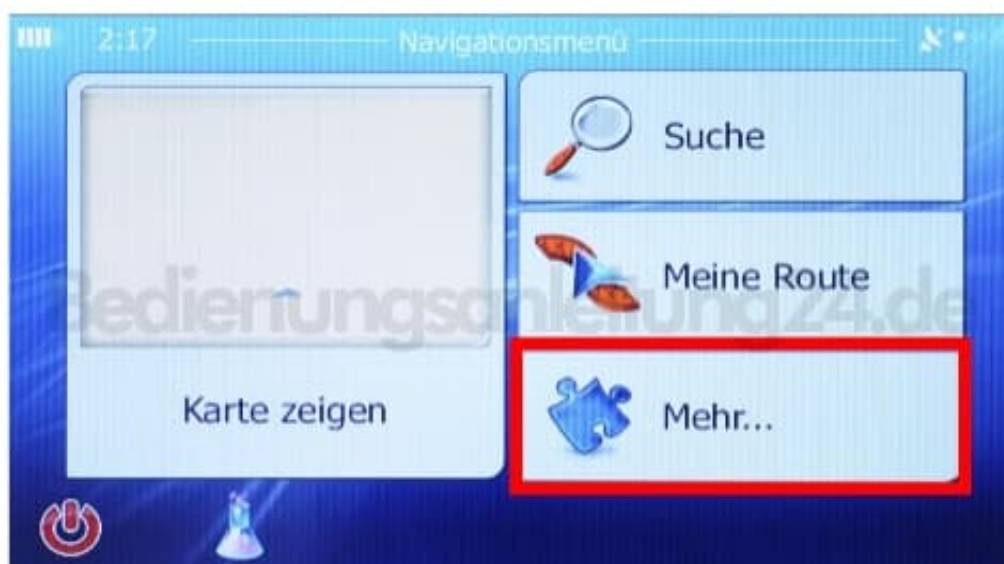 2:17 Navigationsmenü
Suche
Meine Route
Bedienungsanleitung24.de
Karte zeigen
Mehr...